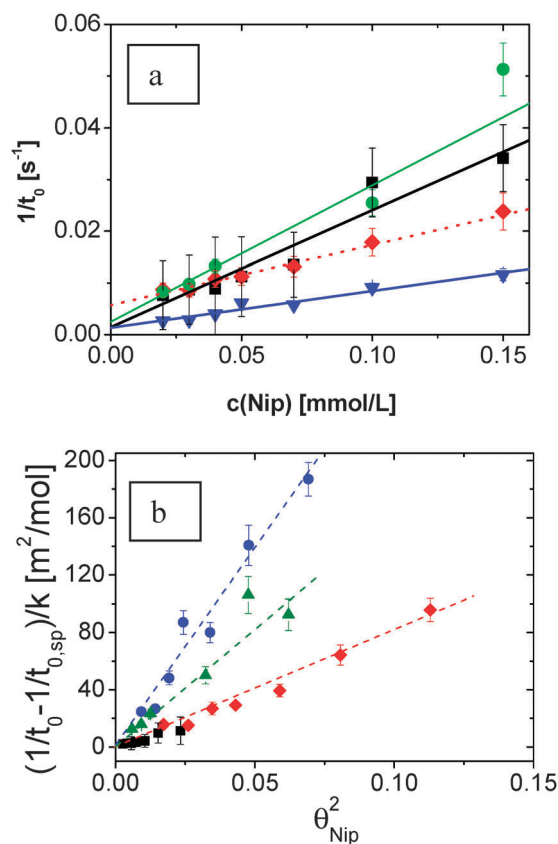 0.06
a
0.04
0.02
0.00
1/t₀ [s⁻¹]
0.00 0.05 0.10 0.15
c(Nip) [mmol/L]
200
b
160
120
80
40
0
(1/t₀ -1/t₀,sp)/k [m²/mol]
0.00 0.05 0.10 0.15
θ²Nip